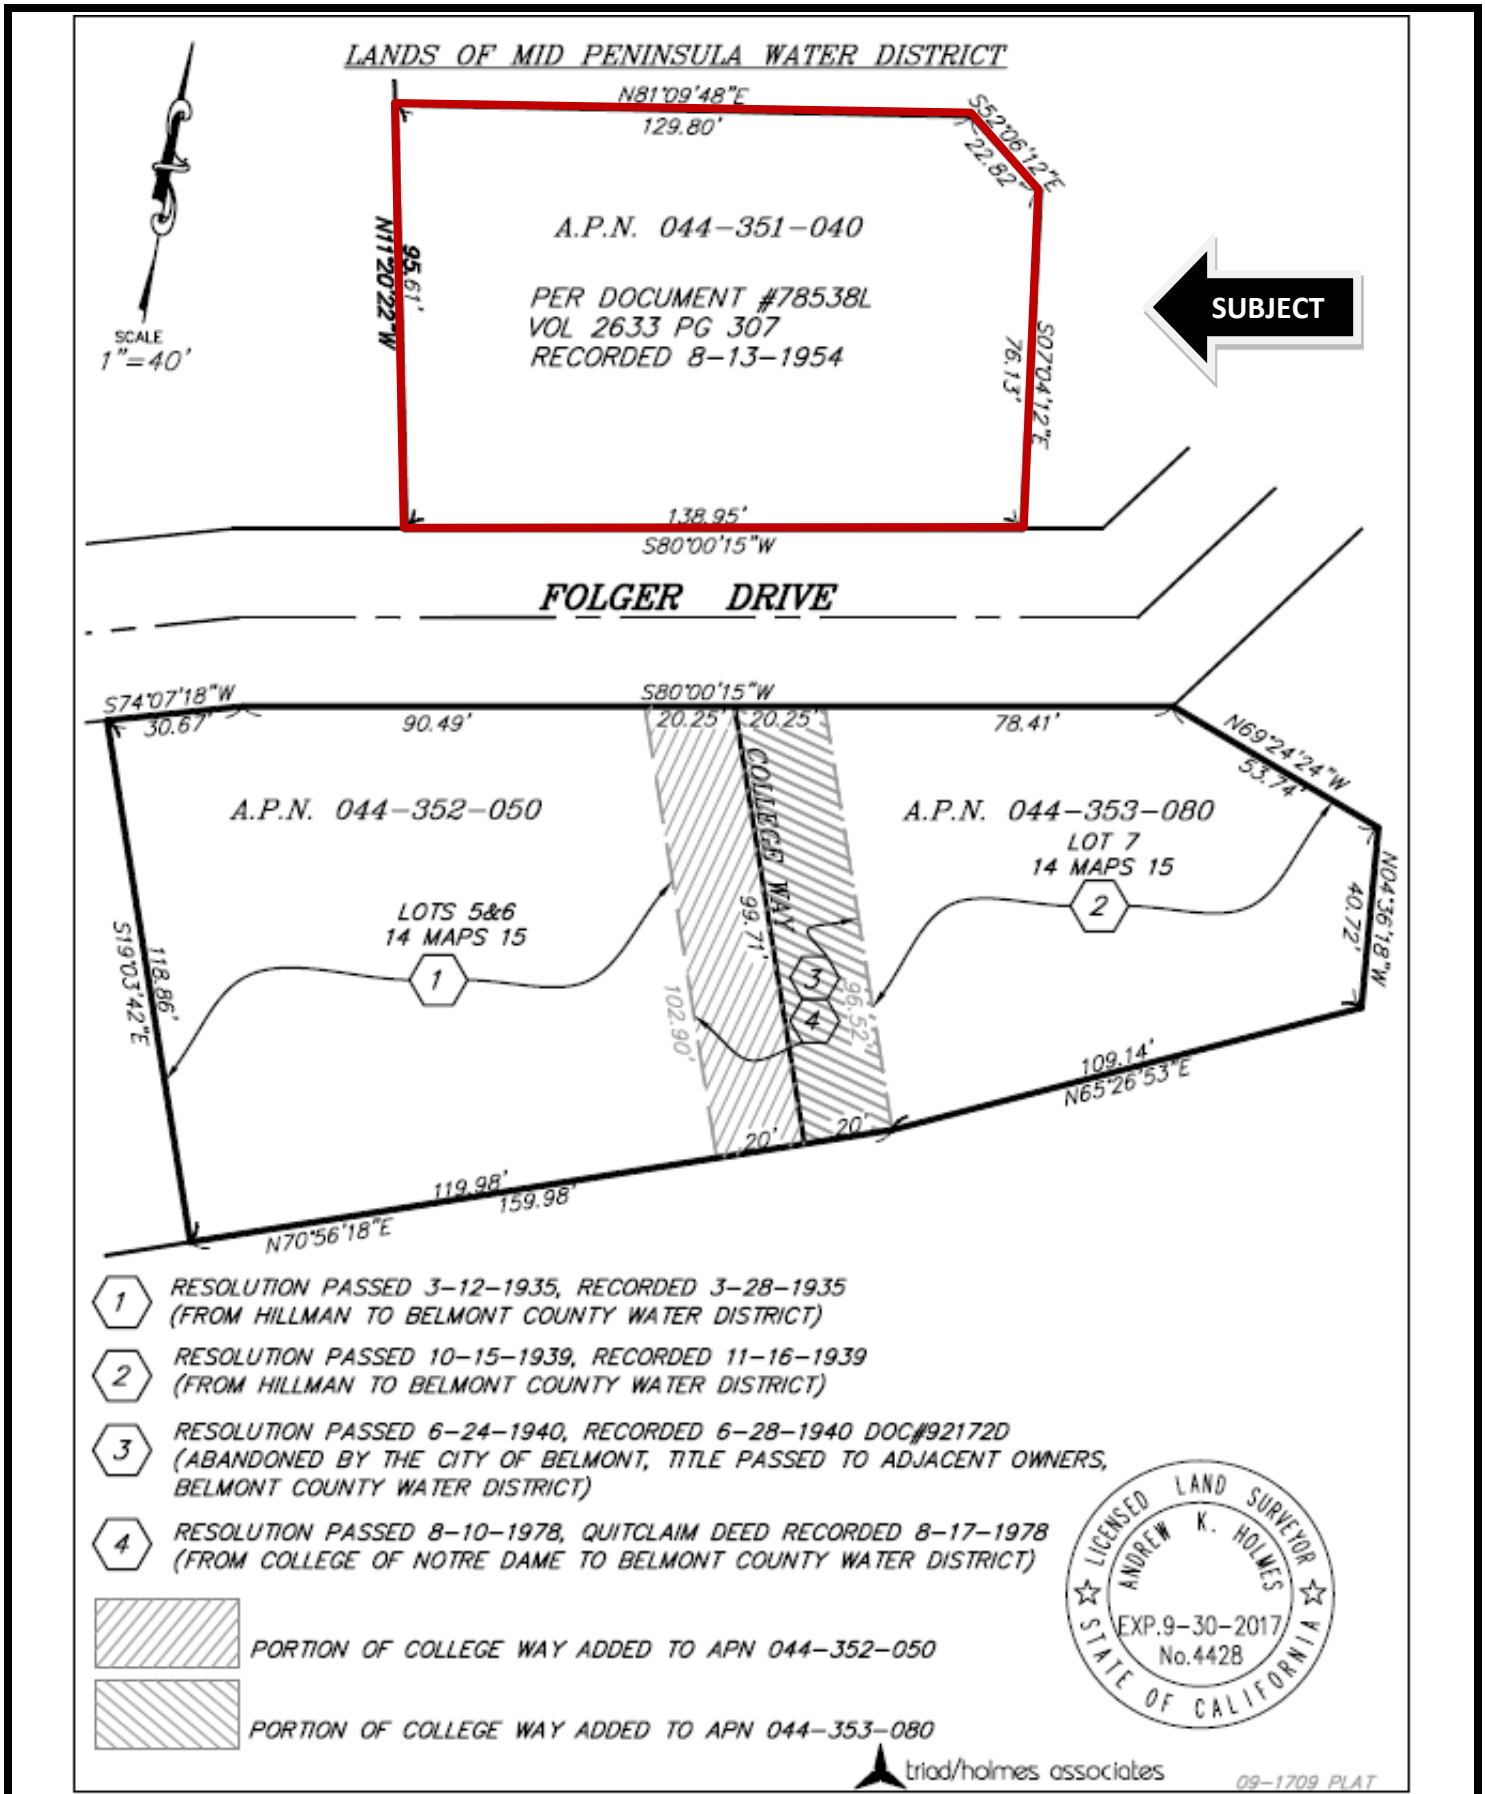 LANDS OF MID PENINSULA WATER DISTRICT
N81°09'48"E
129.80'
S52°06'12"E
22.82'
A.P.N. 044-351-040
N11°20'22"W
95.61'
PER DOCUMENT #78538L
VOL 2633 PG 307
RECORDED 8-13-1954
SUBJECT
S07°04'12"E
76.13'
SCALE
1"=40'
138.95'
S80°00'15"W
FOLGER DRIVE
S74°07'18"W
30.67'
S80°00'15"W
90.49'
20.25'
20.25'
78.41'
N69°24'24"W
53.74'
COLLEGE WAY
A.P.N. 044-352-050
A.P.N. 044-353-080
LOT 7
14 MAPS 15
2
LOTS 5&6
14 MAPS 15
1
N04°36'18"W
40.72'
S19°03'42"E
118.86'
99.71'
3
4
102.90'
96.52'
109.14'
N65°26'53"E
20'
20'
119.98'
159.98'
N70°56'18"E
1 RESOLUTION PASSED 3-12-1935, RECORDED 3-28-1935
(FROM HILLMAN TO BELMONT COUNTY WATER DISTRICT)
2 RESOLUTION PASSED 10-15-1939, RECORDED 11-16-1939
(FROM HILLMAN TO BELMONT COUNTY WATER DISTRICT)
3 RESOLUTION PASSED 6-24-1940, RECORDED 6-28-1940 DOC#92172D
(ABANDONED BY THE CITY OF BELMONT, TITLE PASSED TO ADJACENT OWNERS,
BELMONT COUNTY WATER DISTRICT)
4 RESOLUTION PASSED 8-10-1978, QUITCLAIM DEED RECORDED 8-17-1978
(FROM COLLEGE OF NOTRE DAME TO BELMONT COUNTY WATER DISTRICT)
PORTION OF COLLEGE WAY ADDED TO APN 044-352-050
PORTION OF COLLEGE WAY ADDED TO APN 044-353-080
LICENSED LAND SURVEYOR
ANDREW K. HOLMES
EXP.9-30-2017
No.4428
STATE OF CALIFORNIA
triad/holmes associates
09-1709 PLAT